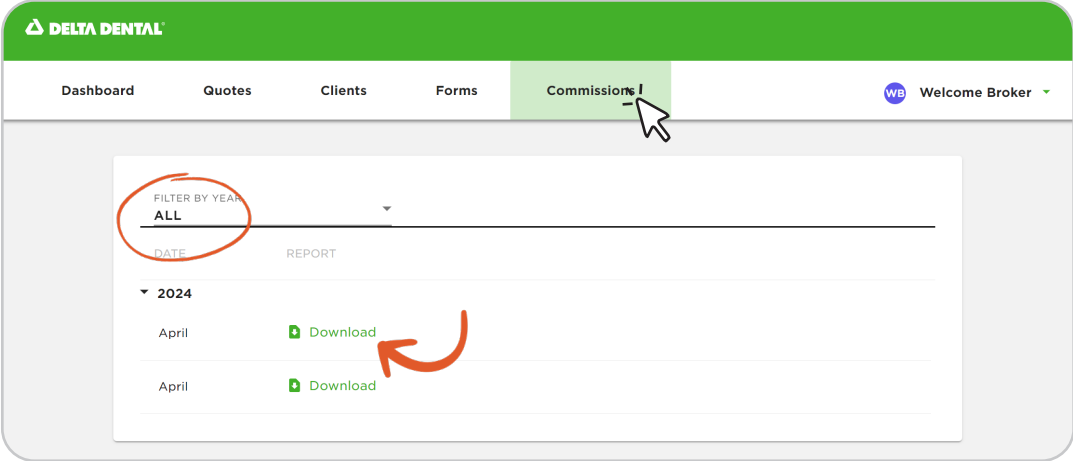 DELTA DENTAL®
Dashboard Quotes Clients Forms Commissions WB Welcome Broker
FILTER BY YEAR
ALL
DATE REPORT
2024
April Download
April Download